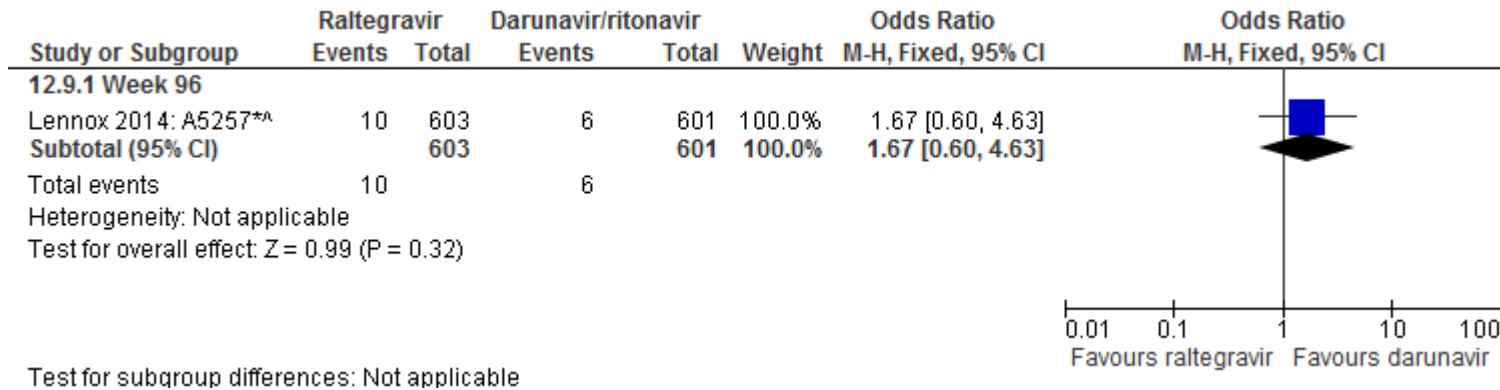 Raltegravir Darunavir/ritonavir Odds Ratio Odds Ratio
Study or Subgroup Events Total Events Total Weight M-H, Fixed, 95% CI M-H, Fixed, 95% CI
12.9.1 Week 96
Lennox 2014: A5257*^ 10 603 6 601 100.0% 1.67 [0.60, 4.63]
Subtotal (95% CI) 603 601 100.0% 1.67 [0.60, 4.63]
Total events 10 6
Heterogeneity: Not applicable
Test for overall effect: Z = 0.99 (P = 0.32)
0.01 0.1 1 10 100
Favours raltegravir Favours darunavir
Test for subgroup differences: Not applicable